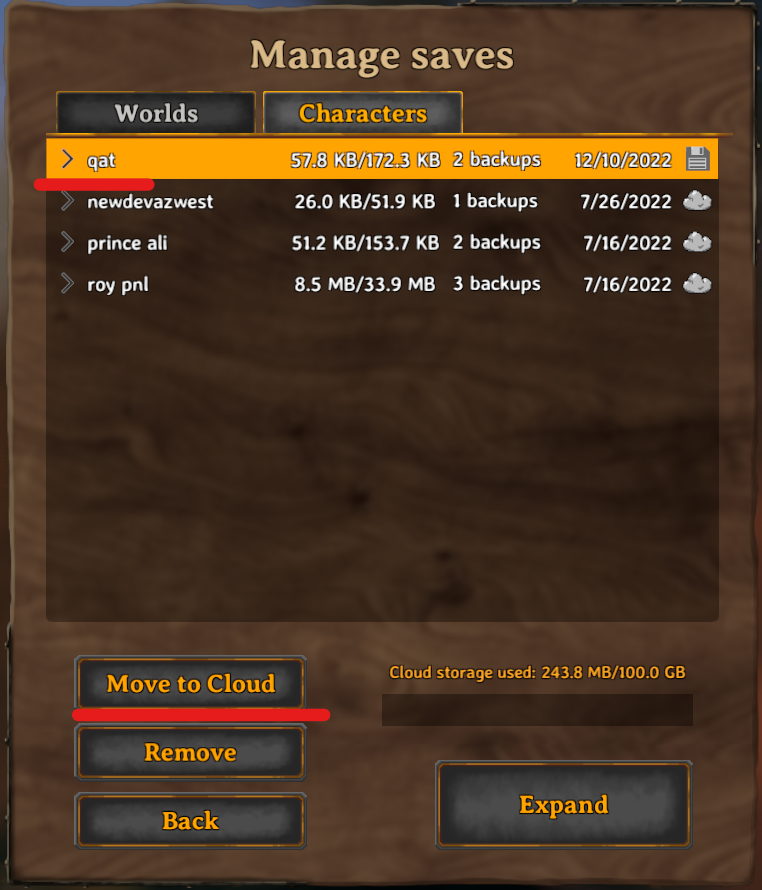 Manage saves
Worlds Characters
qat 57.8 KB/172.3 KB 2 backups 12/10/2022
newdevazwest 26.0 KB/51.9 KB 1 backups 7/26/2022
prince ali 51.2 KB/153.7 KB 2 backups 7/16/2022
roy pnl 8.5 MB/33.9 MB 3 backups 7/16/2022
Move to Cloud
Cloud storage used: 243.8 MB/100.0 GB
Remove
Back
Expand